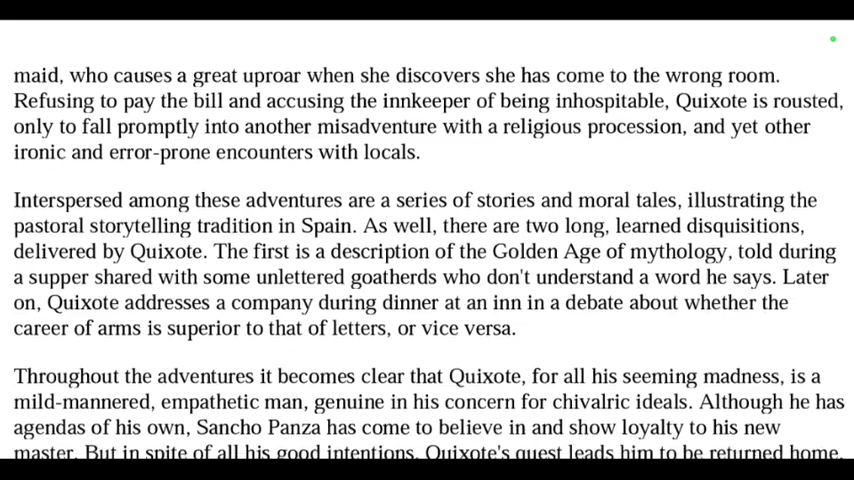 maid, who causes a great uproar when she discovers she has come to the wrong room.
Refusing to pay the bill and accusing the innkeeper of being inhospitable, Quixote is rousted,
only to fall promptly into another misadventure with a religious procession, and yet other
ironic and error-prone encounters with locals.
Interspersed among these adventures are a series of stories and moral tales, illustrating the
pastoral storytelling tradition in Spain. As well, there are two long, learned disquisitions,
delivered by Quixote. The first is a description of the Golden Age of mythology, told during
a supper shared with some unlettered goatherds who don't understand a word he says. Later
on, Quixote addresses a company during dinner at an inn in a debate about whether the
career of arms is superior to that of letters, or vice versa.
Throughout the adventures it becomes clear that Quixote, for all his seeming madness, is a
mild-mannered, empathetic man, genuine in his concern for chivalric ideals. Although he has
agendas of his own, Sancho Panza has come to believe in and show loyalty to his new
master. But in spite of all his good intentions, Quixote's quest leads him to be returned home,